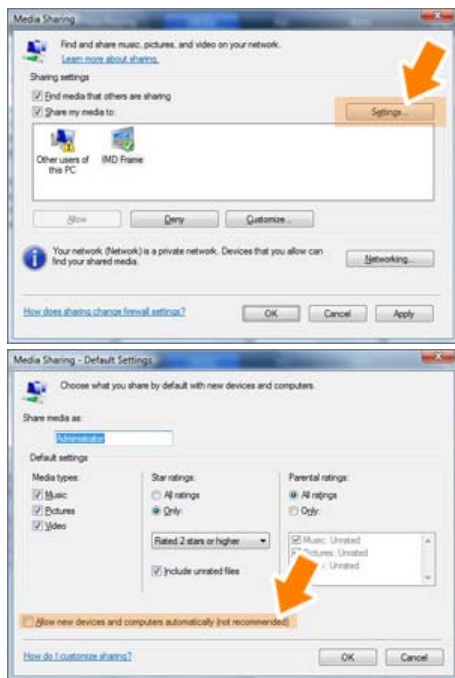 Media Sharing
Find and share music, pictures, and video on your network.
Learn more about sharing.
Sharing settings
Find media that others are sharing
Share my media to:
Settings...
Other users of
this PC
IMD Frame
Allow
Deny
Customize...
Your network (Network) is a private network. Devices that you allow can
find your shared media.
Networking...
How does sharing change firewall settings?
OK
Cancel
Apply
Media Sharing - Default Settings
Choose what you share by default with new devices and computers.
Share media as:
Administrator
Default settings
Media types:
Music
Pictures
Video
Star ratings:
All ratings
Only:
Rated 2 stars or higher
Include unrated files
Parental ratings:
All ratings
Only:
Music: Unrated
Pictures: Unrated
Unrated
Allow new devices and computers automatically (not recommended)
How do I customize sharing?
OK
Cancel